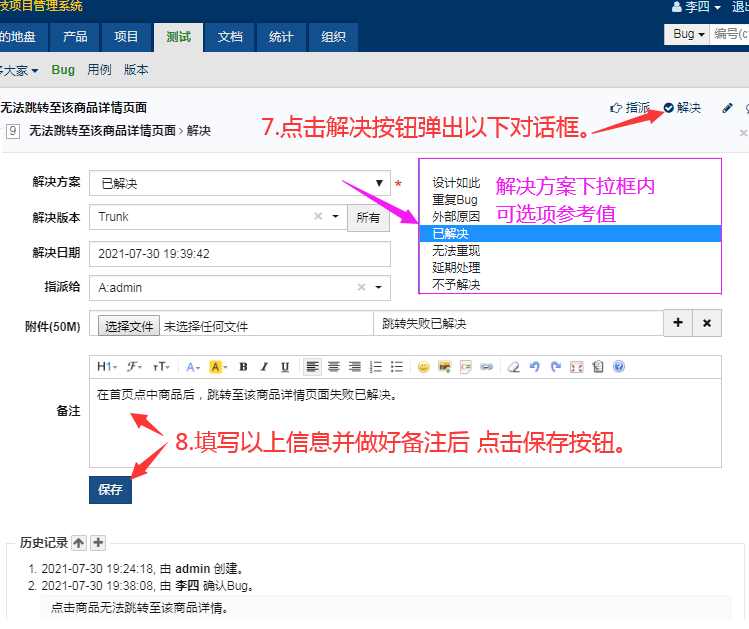 技项目管理系统
李四 退出
的地盘 产品 项目 测试 文档 统计 组织
Bug 编号(c
多大家 Bug 用例 版本
无法跳转至该商品详情页面
指派 解决
9 无法跳转至该商品详情页面 › 解决
7.点击解决按钮弹出以下对话框。
解决方案 已解决 *
解决版本 Trunk 所有
解决日期 2021-07-30 19:39:42
指派给 A:admin
设计如此
重复Bug
外部原因
已解决
无法重现
延期处理
不予解决
解决方案下拉框内
可选项参考值
附件(50M) 选择文件 未选择任何文件 跳转失败已解决
备注
在首页点中商品后，跳转至该商品详情页面失败已解决。
8.填写以上信息并做好备注后 点击保存按钮。
保存
历史记录
1. 2021-07-30 19:24:18, 由 admin 创建。
2. 2021-07-30 19:38:08, 由 李四 确认Bug。
点击商品无法跳转至该商品详情。